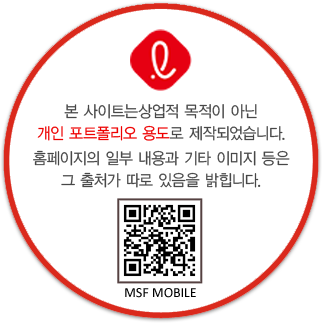 본 사이트는상업적 목적이 아닌
개인 포트폴리오 용도로 제작되었습니다.
홈페이지의 일부 내용과 기타 이미지 등은
그 출처가 따로 있음을 밝힙니다.
MSF MOBILE